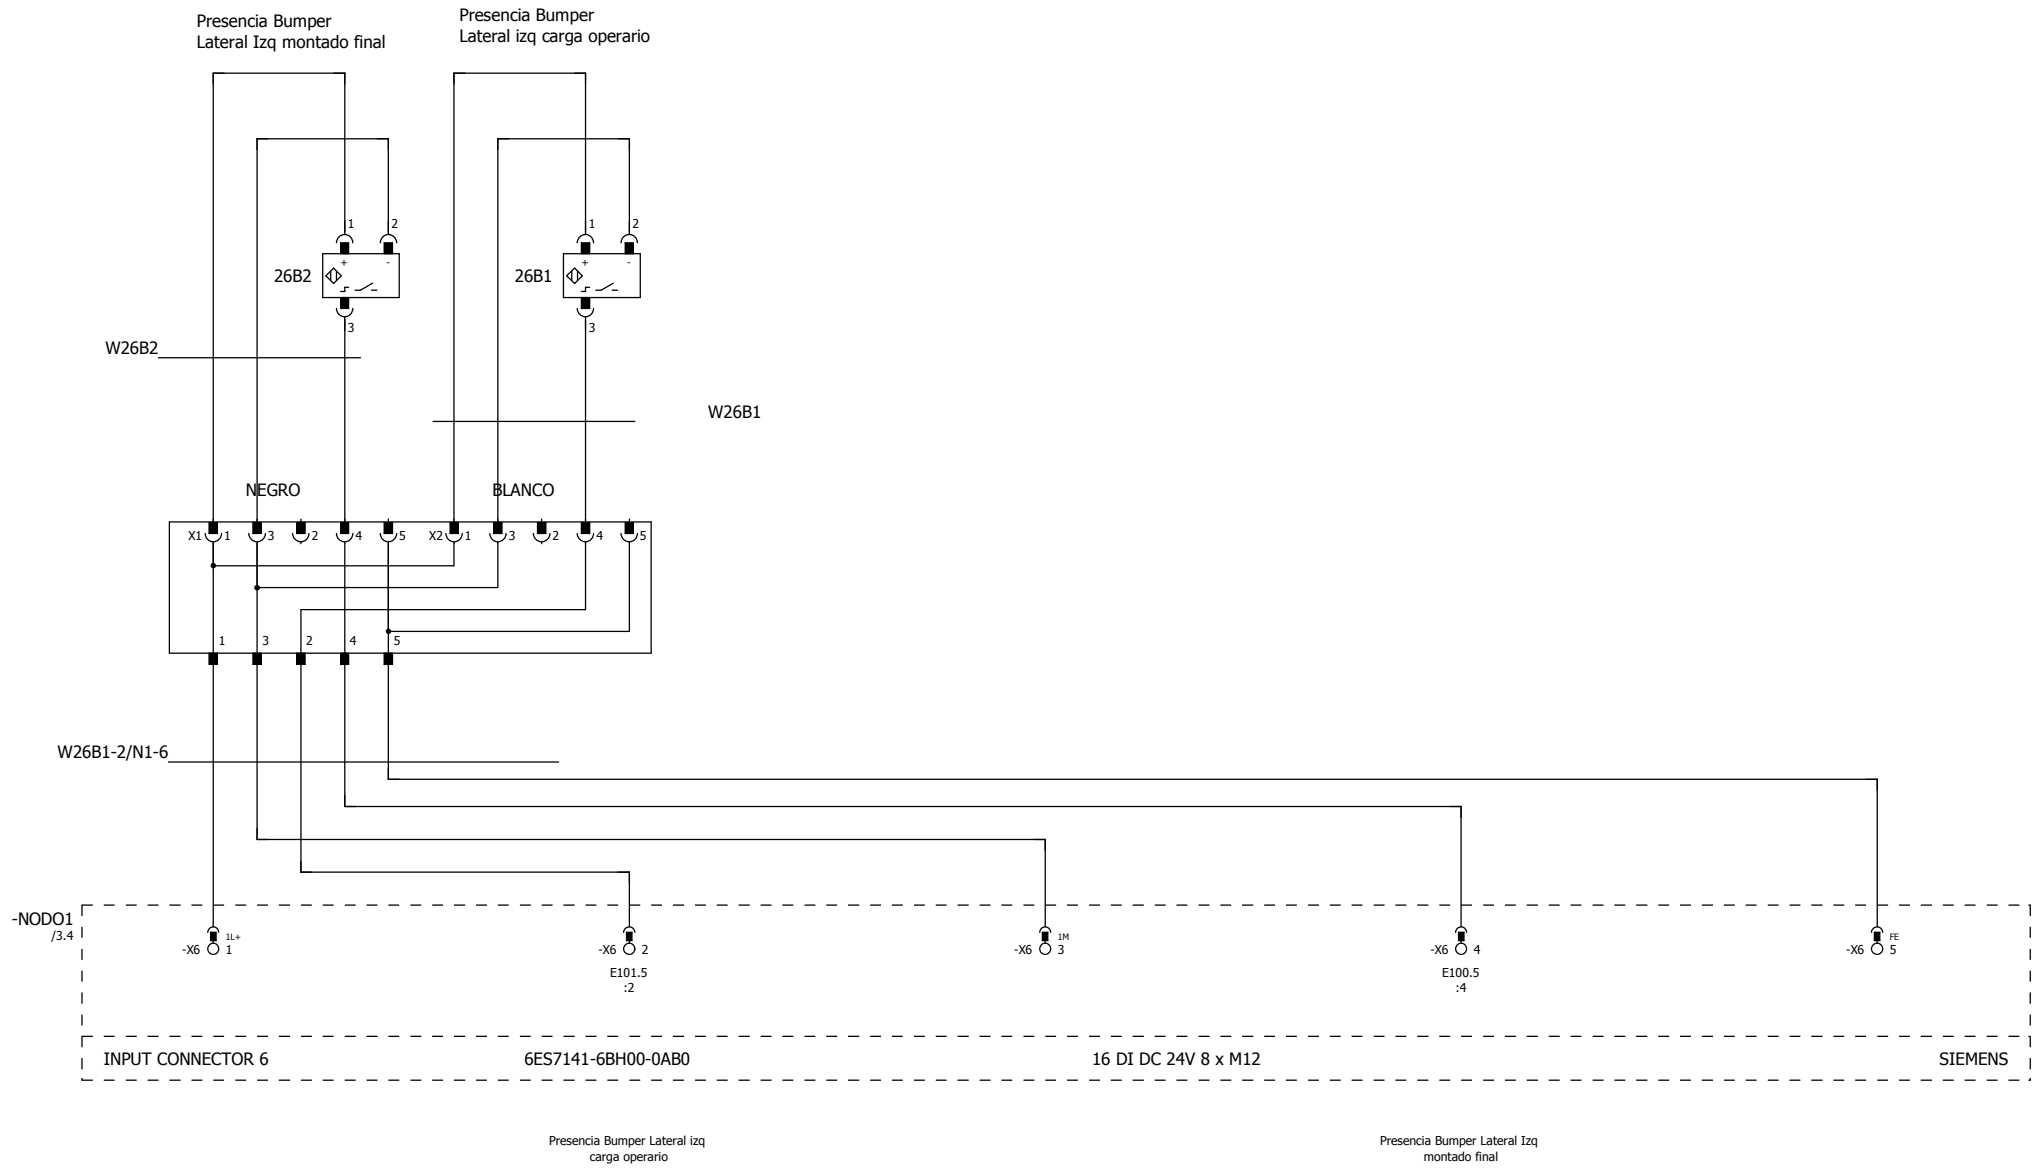 Presencia Bumper
Lateral Izq montado final
Presencia Bumper
Lateral izq carga operario
1
2
1
2
26B2
+
-
26B1
+
-
3
3
W26B2
W26B1
NEGRO
BLANCO
X1 1 3 2 4 5 X2 1 3 2 4 5
1 3 2 4 5
W26B1-2/N1-6
-NODO1
/3.4
-X6 1L+ 1
-X6 2
-X6 1M 3
-X6 4
-X6 FE 5
E101.5
:2
E100.5
:4
INPUT CONNECTOR 6
6ES7141-6BH00-0AB0
16 DI DC 24V 8 x M12
SIEMENS
Presencia Bumper Lateral izq
carga operario
Presencia Bumper Lateral Izq
montado final